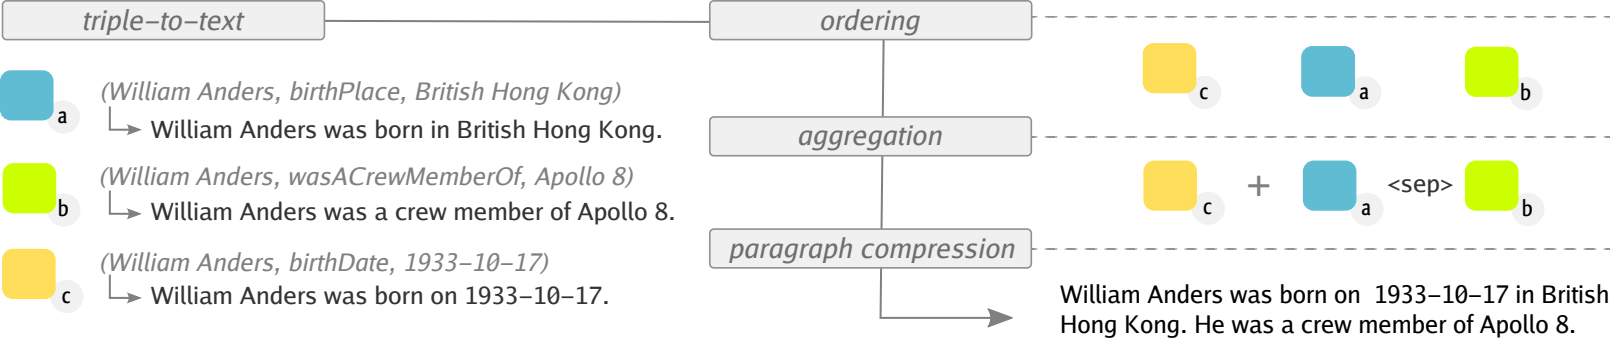 triple–to–text
(William Anders, birthPlace, British Hong Kong)
a
William Anders was born in British Hong Kong.
(William Anders, wasACrewMemberOf, Apollo 8)
b
William Anders was a crew member of Apollo 8.
(William Anders, birthDate, 1933–10–17)
c
William Anders was born on 1933–10–17.
ordering
c a b
aggregation
c + a <sep> b
paragraph compression
William Anders was born on 1933–10–17 in British
Hong Kong. He was a crew member of Apollo 8.